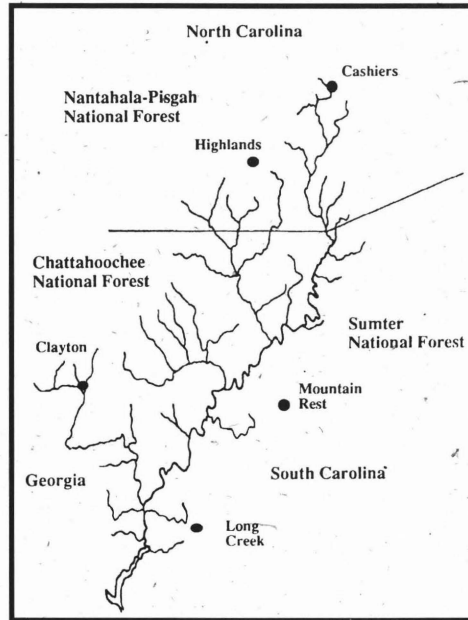 North Carolina
Cashiers
Nantahala-Pisgah
National Forest
Highlands
Chattahoochee
National Forest
Sumter
National Forest
Clayton
Mountain
Rest
Georgia
South Carolina
Long
Creek